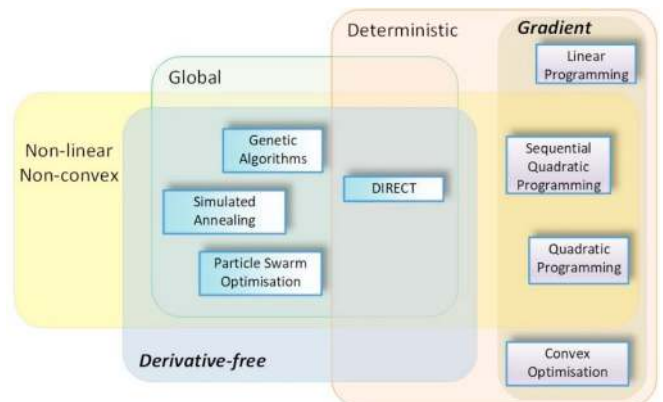 Deterministic
Gradient
Linear
Programming
Global
Non-linear
Non-convex
Genetic
Algorithms
Sequential
Quadratic
Programming
DIRECT
Simulated
Annealing
Particle Swarm
Optimisation
Quadratic
Programming
Derivative-free
Convex
Optimisation